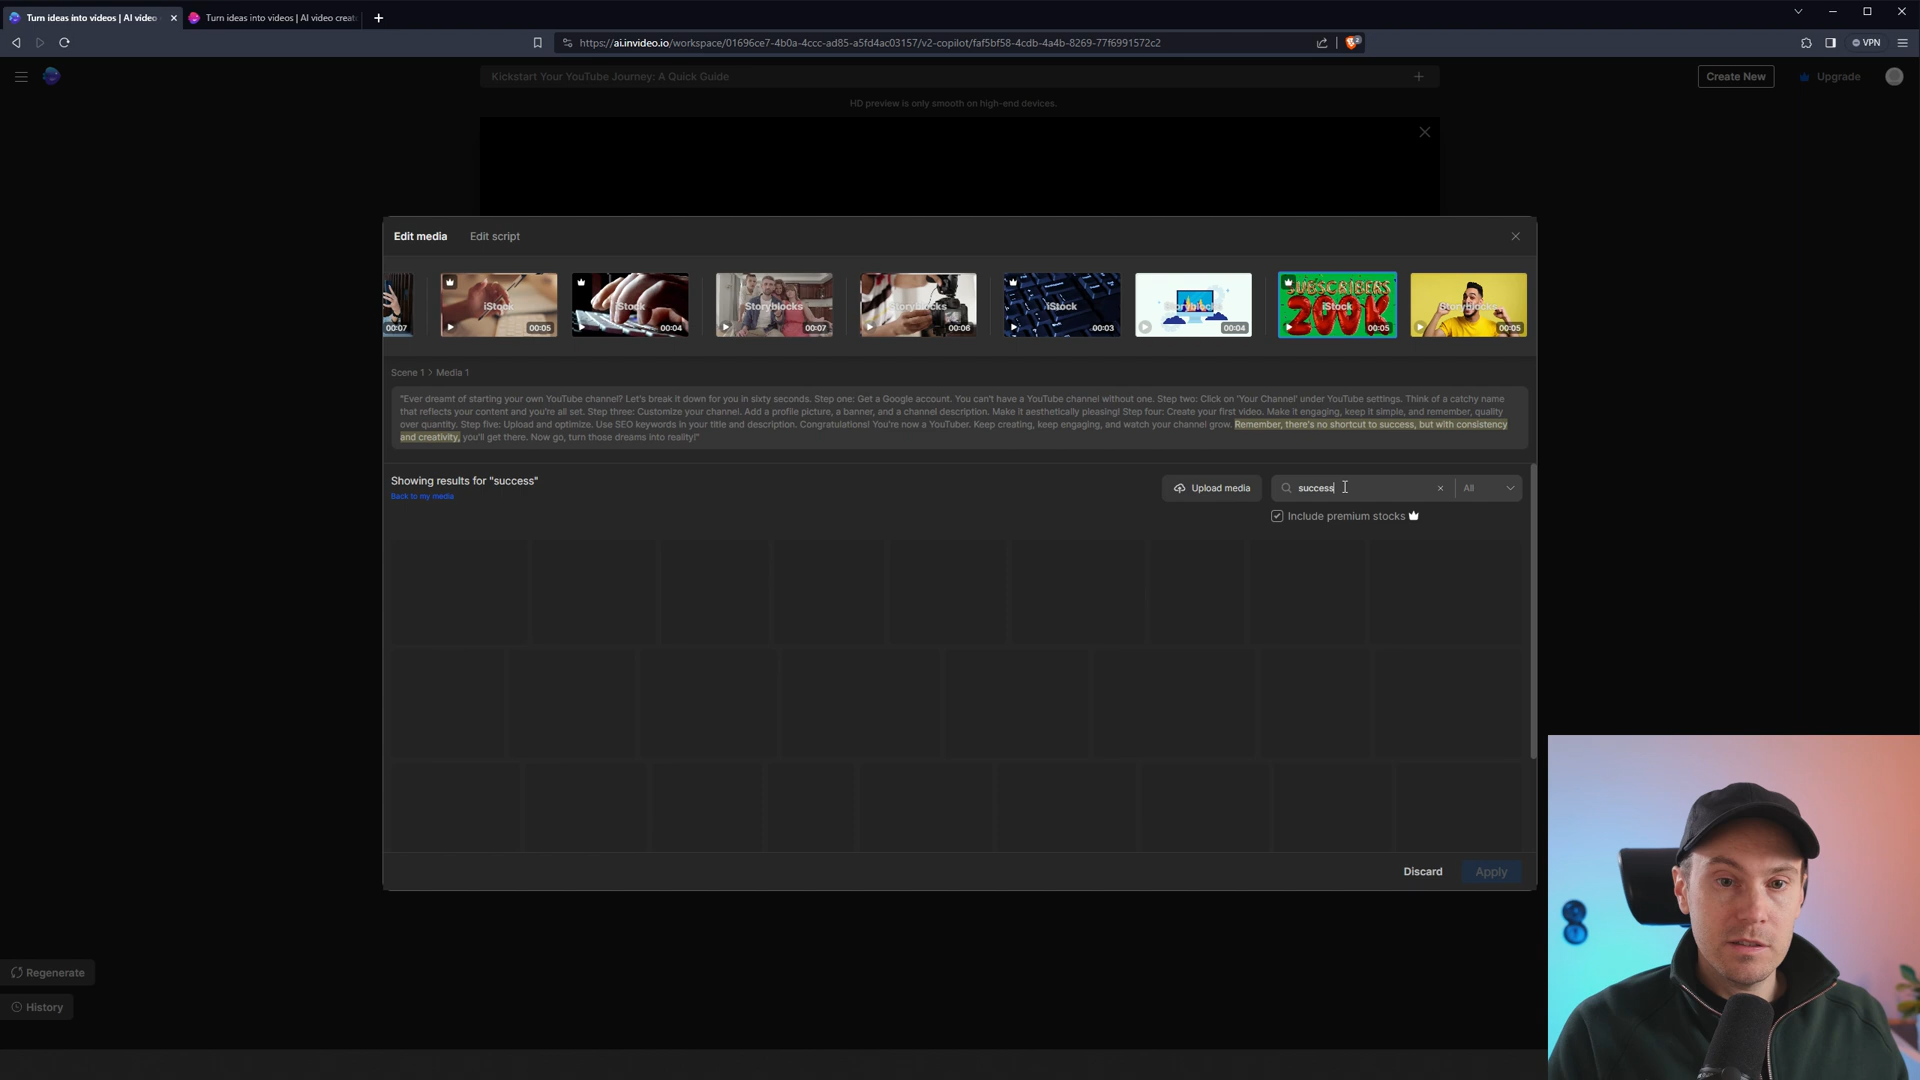 Turn ideas into videos | AI video
Turn ideas into videos | AI video creat
https://ai.invideo.io/workspace/01696ce7-4b0a-4ccc-ad85-a5fd4ac03157/v2-copilot/faf5bf58-4cdb-4a4b-8269-77f6991572c2
VPN
Kickstart Your YouTube Journey: A Quick Guide
Create New
Upgrade
HD preview is only smooth on high-end devices.
Edit media
Edit script
00:07
iStock
00:05
iStock
00:04
Storyblocks
00:07
Storyblocks
00:06
iStock
00:03
Storyblocks
00:04
SUBSCRIBERS
200K
iStock
00:05
Storyblocks
00:05
Scene 1 > Media 1
"Ever dreamt of starting your own YouTube channel? Let's break it down for you in sixty seconds. Step one: Get a Google account. You can't have a YouTube channel without one. Step two: Click on 'Your Channel' under YouTube settings. Think of a catchy name
that reflects your content and you're all set. Step three: Customize your channel. Add a profile picture, a banner, and a channel description. Make it aesthetically pleasing! Step four: Create your first video. Make it engaging, keep it simple, and remember, quality
over quantity. Step five: Upload and optimize. Use SEO keywords in your title and description. Congratulations! You're now a YouTuber. Keep creating, keep engaging, and watch your channel grow. Remember, there's no shortcut to success, but with consistency
and creativity, you'll get there. Now go, turn those dreams into reality!"
Showing results for "success"
Back to my media
Upload media
success
All
Include premium stocks
Discard
Apply
Regenerate
History